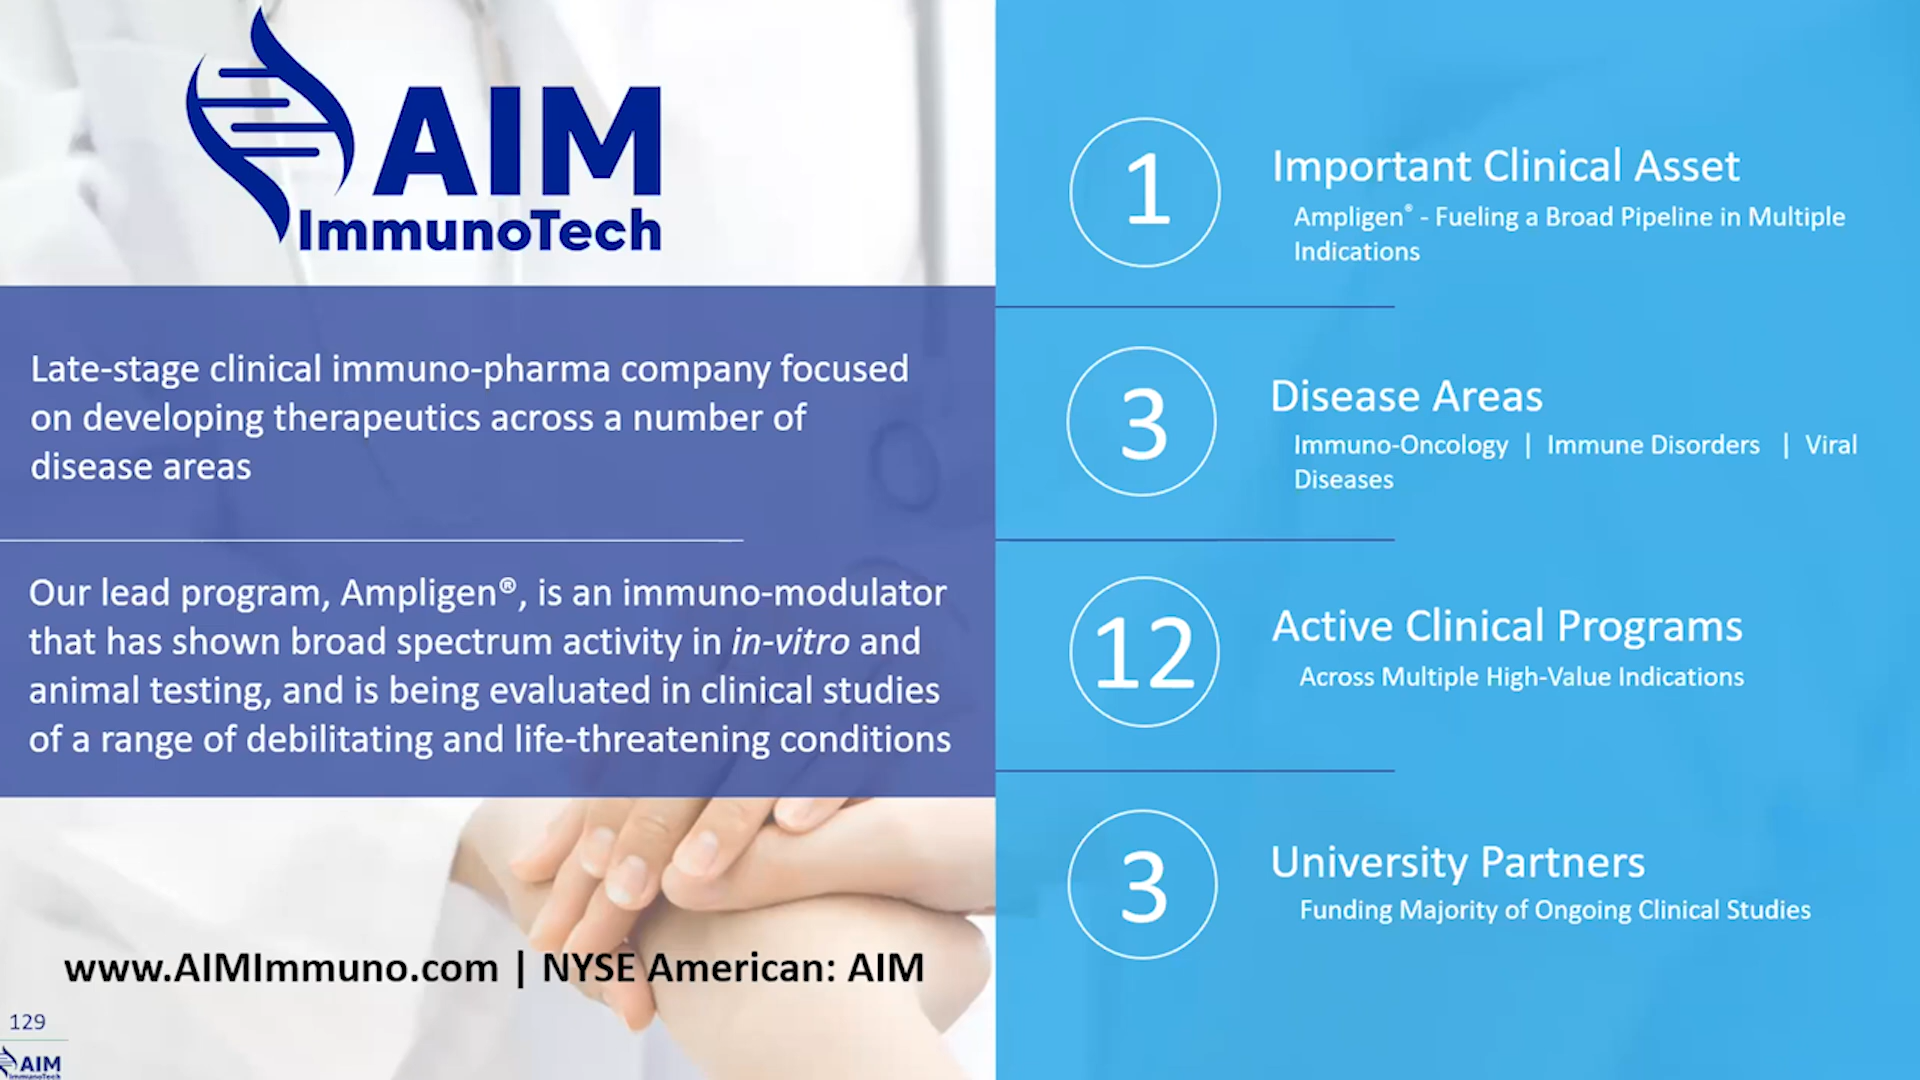 AIM
ImmunoTech
Late-stage clinical immuno-pharma company focused
on developing therapeutics across a number of
disease areas
Our lead program, Ampligen®, is an immuno-modulator
that has shown broad spectrum activity in in-vitro and
animal testing, and is being evaluated in clinical studies
of a range of debilitating and life-threatening conditions
www.AIMImmuno.com | NYSE American: AIM
129
AIM
ImmunoTech
1
Important Clinical Asset
Ampligen® - Fueling a Broad Pipeline in Multiple
Indications
3
Disease Areas
Immuno-Oncology | Immune Disorders | Viral
Diseases
12
Active Clinical Programs
Across Multiple High-Value Indications
3
University Partners
Funding Majority of Ongoing Clinical Studies